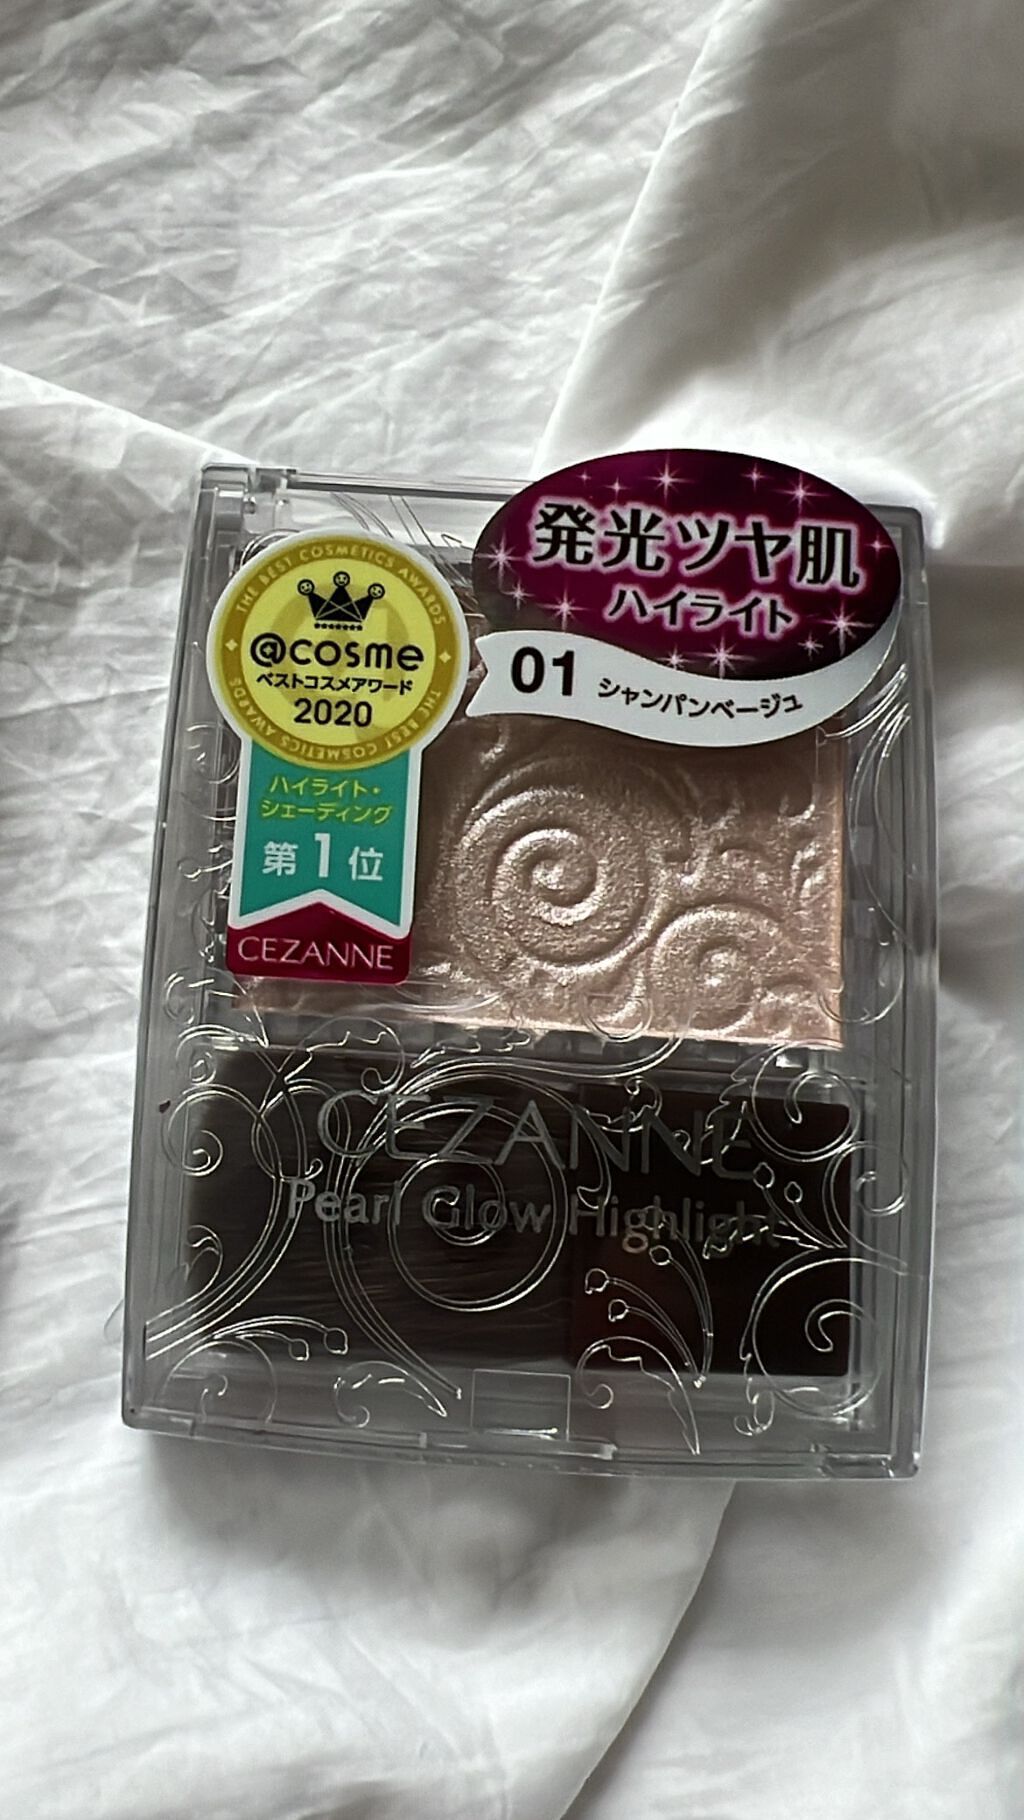 発光ツヤ肌
ハイライト
01 シャンパンベージュ
THE BEST COSMETICS AWARDS
@cosme
ベストコスメアワード
2020
THE BEST COSMETICS AWARDS
ハイライト・
シェーディング
第1位
CEZANNE
CEZANNE
Pearl Glow Highlight